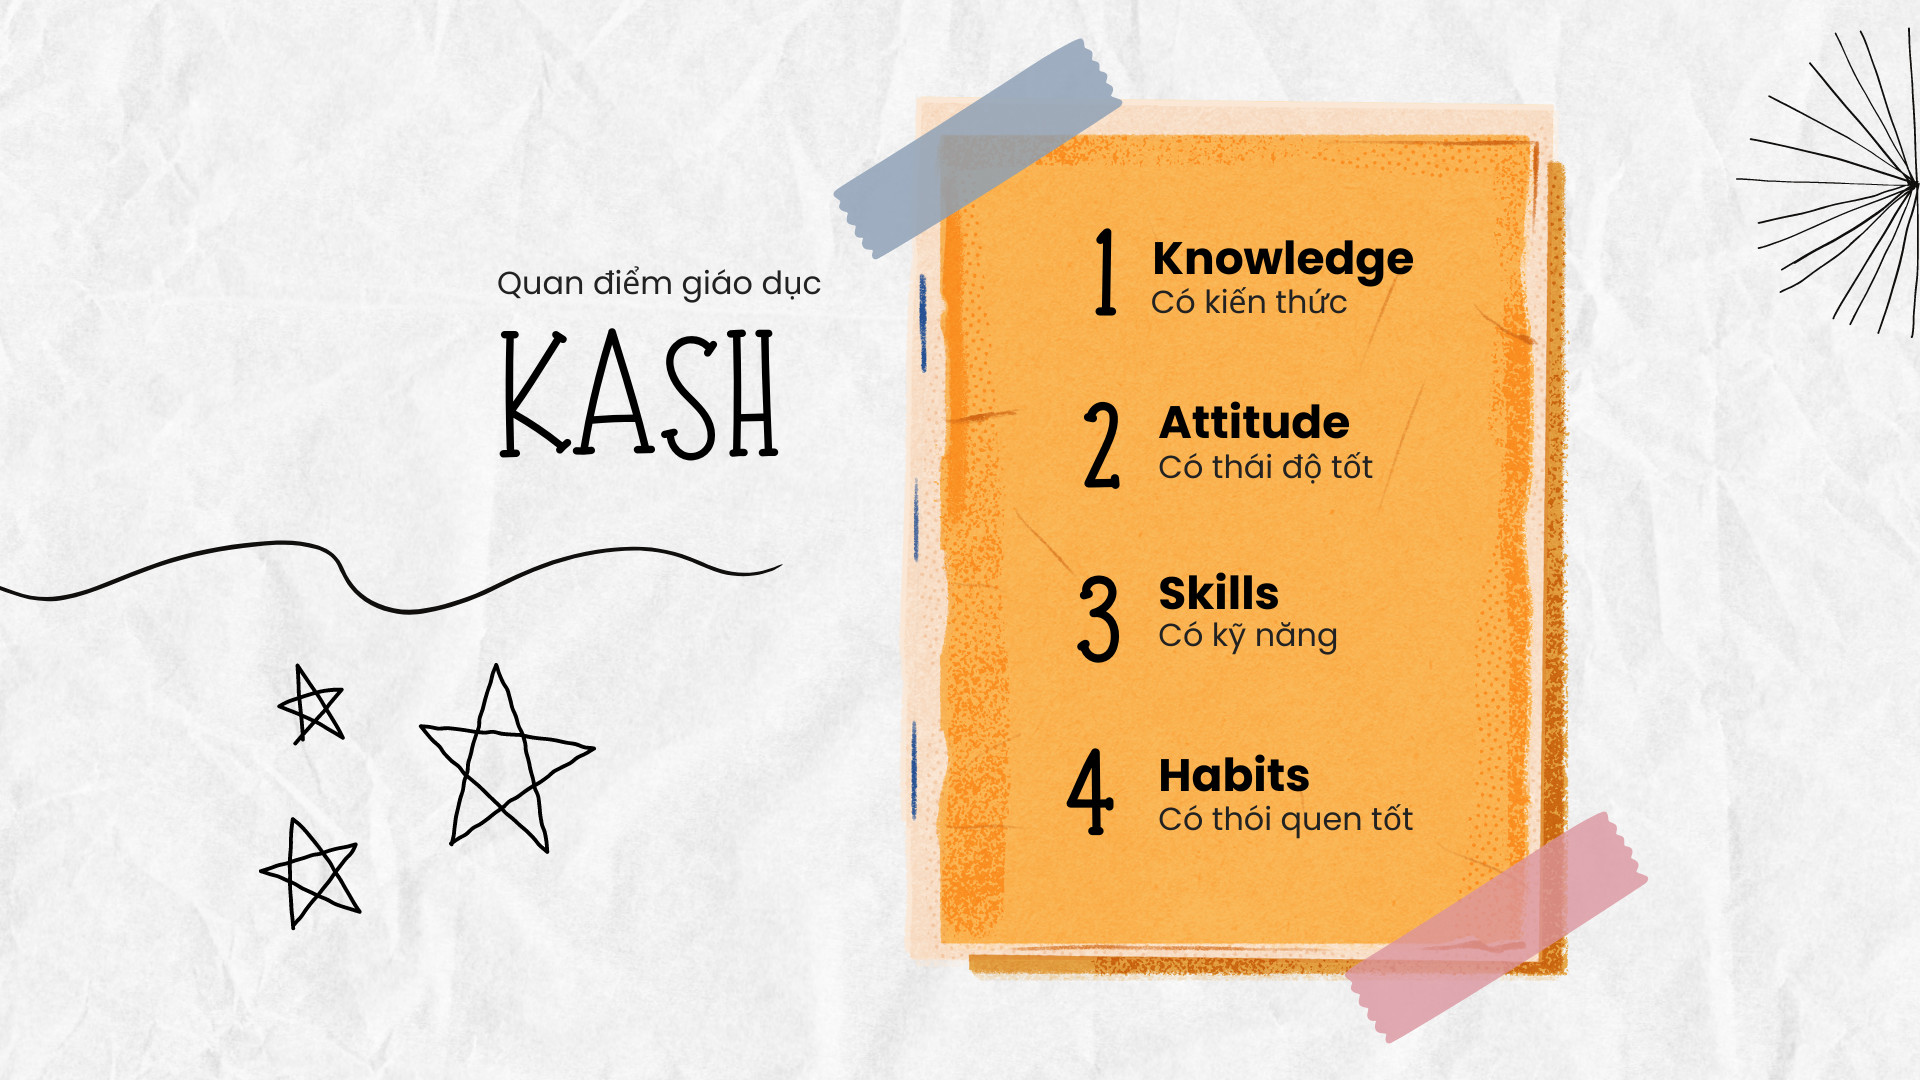 Quan điểm giáo dục
KASH
1 Knowledge
Có kiến thức
2 Attitude
Có thái độ tốt
3 Skills
Có kỹ năng
4 Habits
Có thói quen tốt